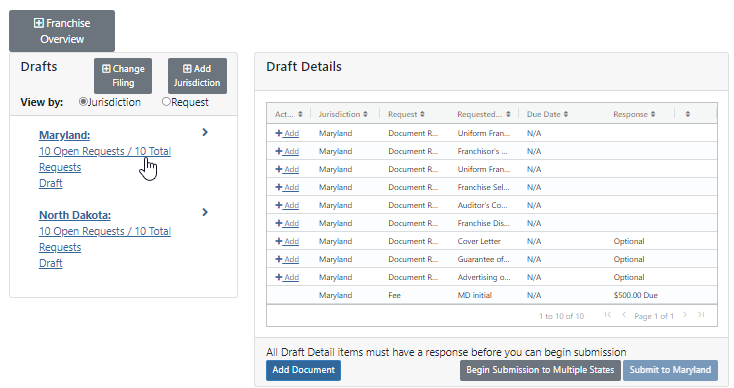 Franchise
Overview
Drafts
Change
Filing
Add
Jurisdiction
View by: Jurisdiction Request
Maryland:
10 Open Requests / 10 Total
Requests
Draft
North Dakota:
10 Open Requests / 10 Total
Requests
Draft
Draft Details
Act... Jurisdiction Request Requested... Due Date Response
Add Maryland Document R... Uniform Fran... N/A
Add Maryland Document R... Franchisor's ... N/A
Add Maryland Document R... Uniform Fran... N/A
Add Maryland Document R... Franchise Sel... N/A
Add Maryland Document R... Auditor's Co... N/A
Add Maryland Document R... Franchise Dis... N/A
Add Maryland Document R... Cover Letter N/A Optional
Add Maryland Document R... Guarantee of... N/A Optional
Add Maryland Document R... Advertising o... N/A Optional
Maryland Fee MD initial N/A $500.00 Due
1 to 10 of 10 Page 1 of 1
All Draft Detail items must have a response before you can begin submission
Add Document Begin Submission to Multiple States Submit to Maryland